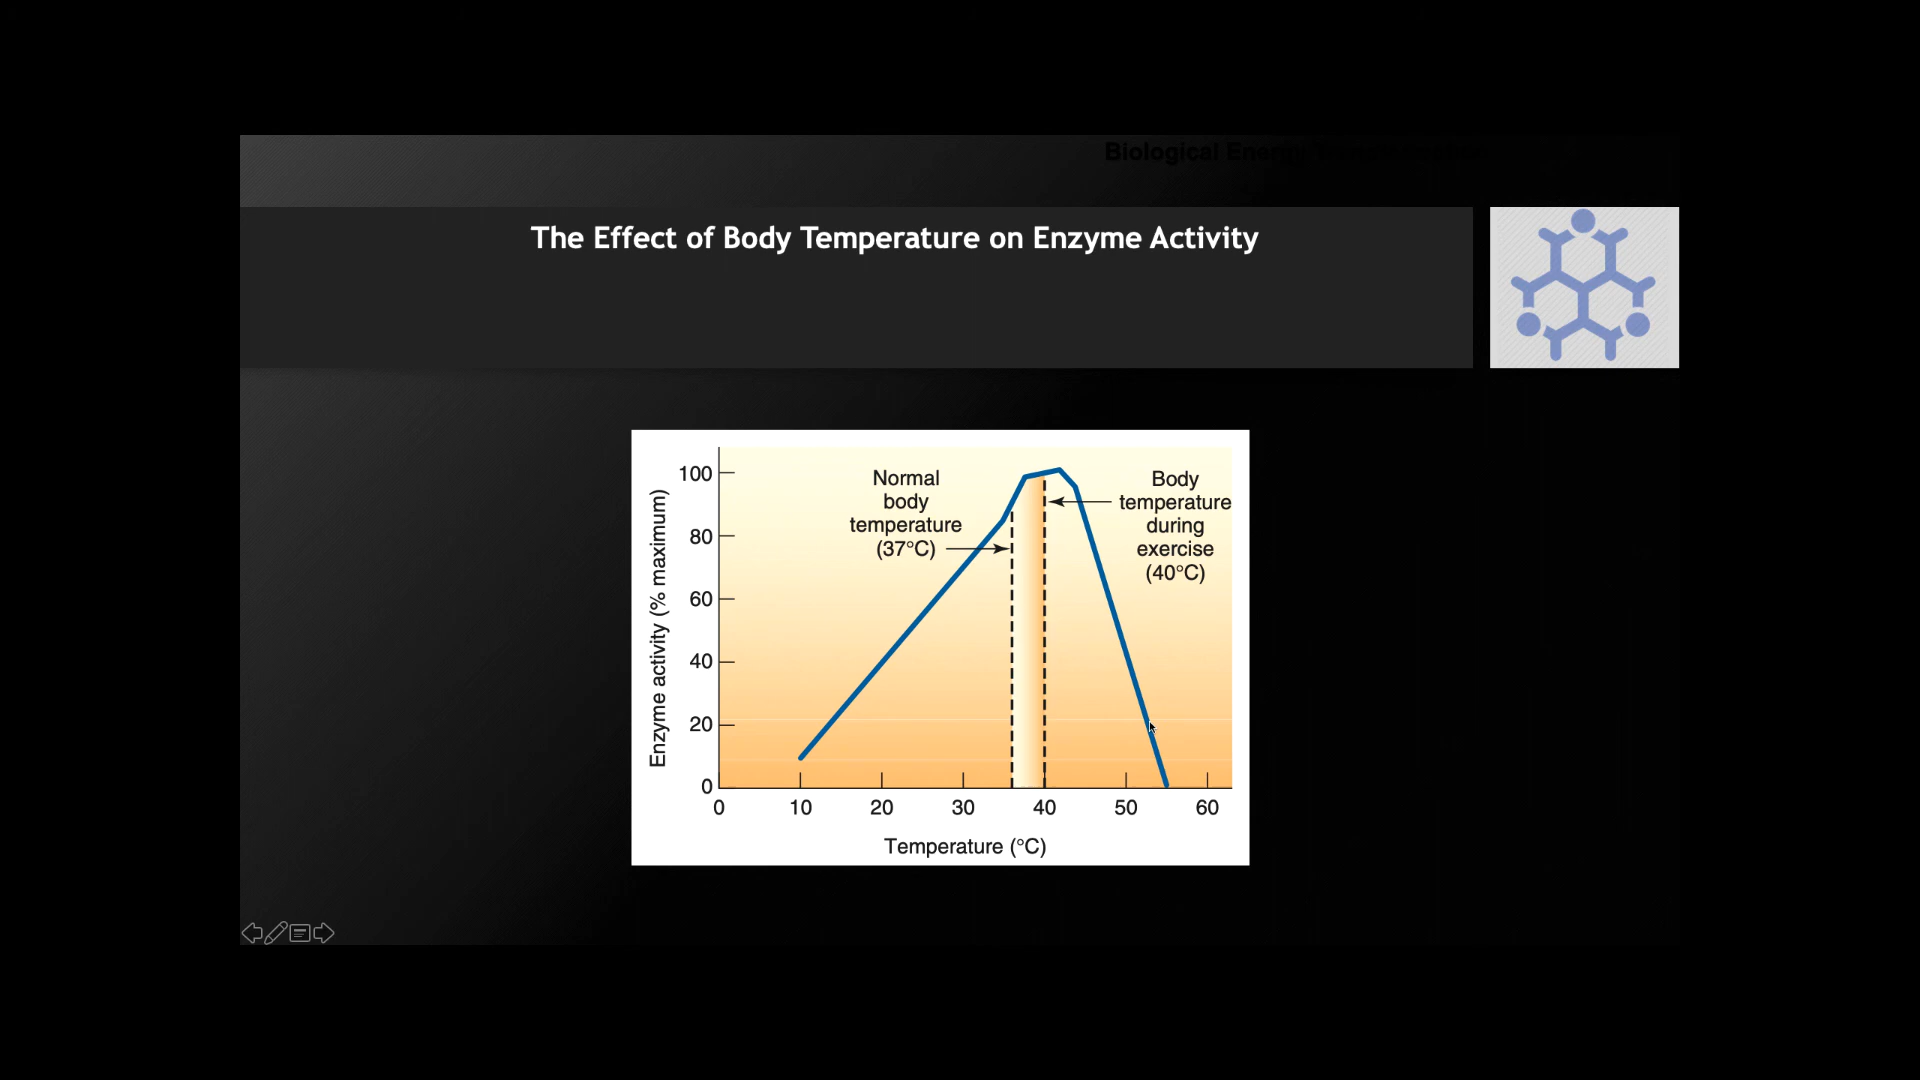 Biological Energy
The Effect of Body Temperature on Enzyme Activity
Enzyme activity (% maximum)
100
80
60
40
20
0
Normal
body
temperature
(37°C)
Body
temperature
during
exercise
(40°C)
0 10 20 30 40 50 60
Temperature (°C)